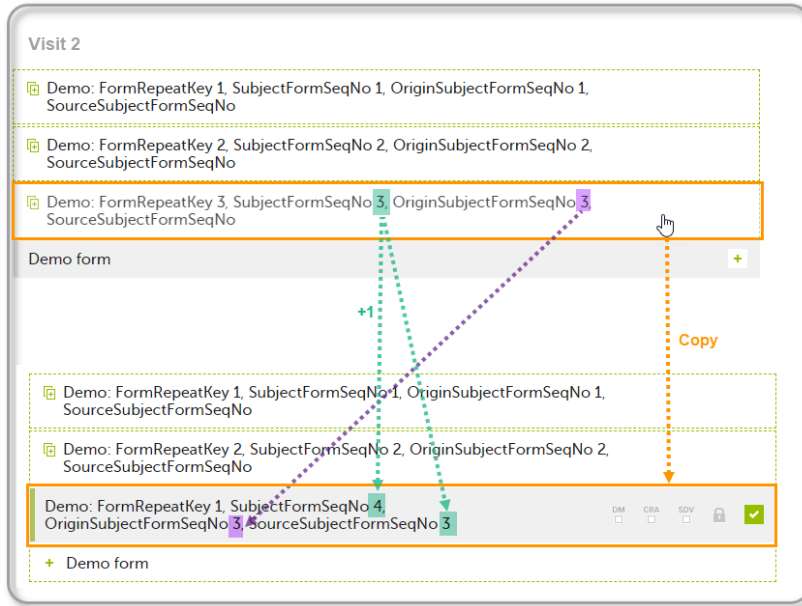 Visit 2
Demo: FormRepeatKey 1, SubjectFormSeqNo 1, OriginSubjectFormSeqNo 1,
SourceSubjectFormSeqNo
Demo: FormRepeatKey 2, SubjectFormSeqNo 2, OriginSubjectFormSeqNo 2,
SourceSubjectFormSeqNo
Demo: FormRepeatKey 3, SubjectFormSeqNo 3, OriginSubjectFormSeqNo 3,
SourceSubjectFormSeqNo
Demo form +
+1
Copy
Demo: FormRepeatKey 1, SubjectFormSeqNo 1, OriginSubjectFormSeqNo 1,
SourceSubjectFormSeqNo
Demo: FormRepeatKey 2, SubjectFormSeqNo 2, OriginSubjectFormSeqNo 2,
SourceSubjectFormSeqNo
Demo: FormRepeatKey 1, SubjectFormSeqNo 4,
OriginSubjectFormSeqNo 3, SourceSubjectFormSeqNo 3
DM CRA SDV
+ Demo form